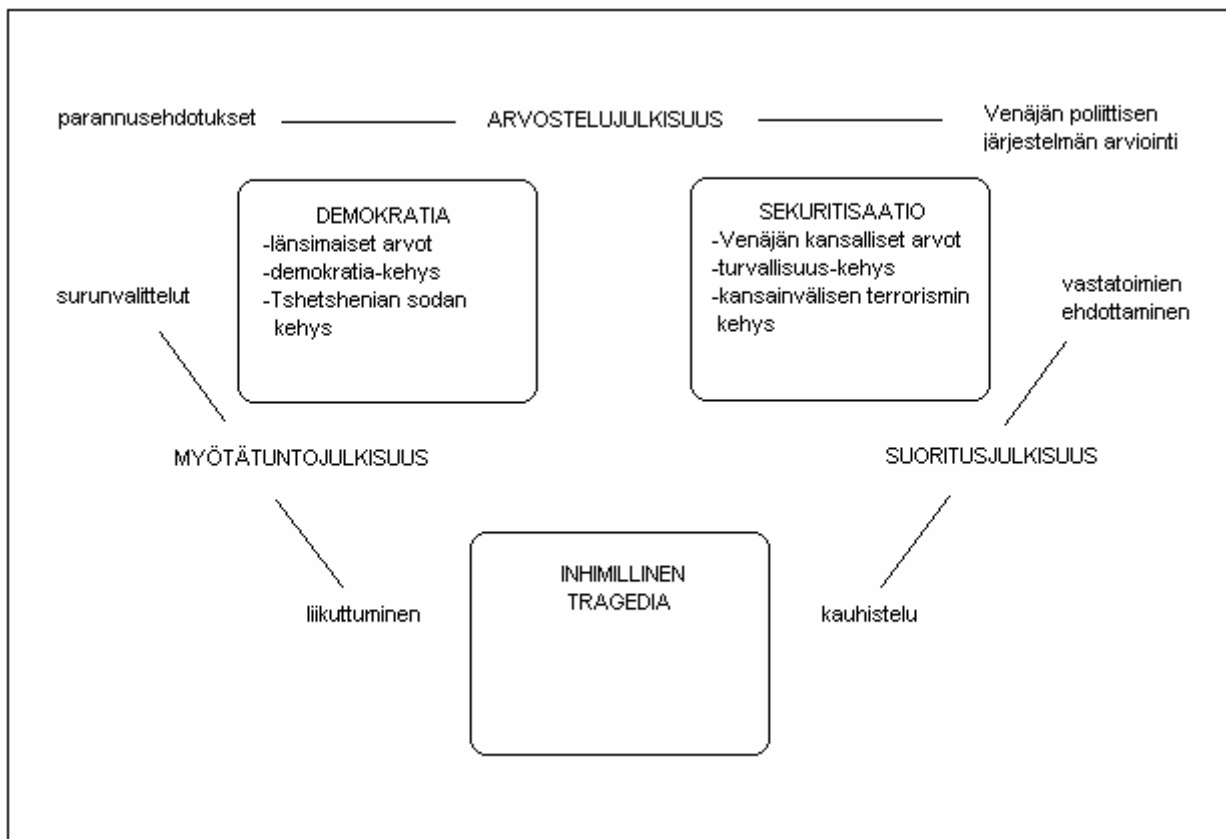 parannusehdotukset
ARVOSTELUJULKISUUS
Venäjän poliittisen
järjestelmän arviointi
DEMOKRATIA
-länsimaiset arvot
-demokratia-kehys
-Tshetshenian sodan
kehys
SEKURITISAATIO
-Venäjän kansalliset arvot
-turvallisuus-kehys
-kansainvälisen terrorismin
kehys
surunvalittelut
vastatoimien
ehdottaminen
MYÖTÄTUNTOJULKISUUS
SUORITUSJULKISUUS
INHIMILLINEN
TRAGEDIA
liikuttuminen
kauhistelu